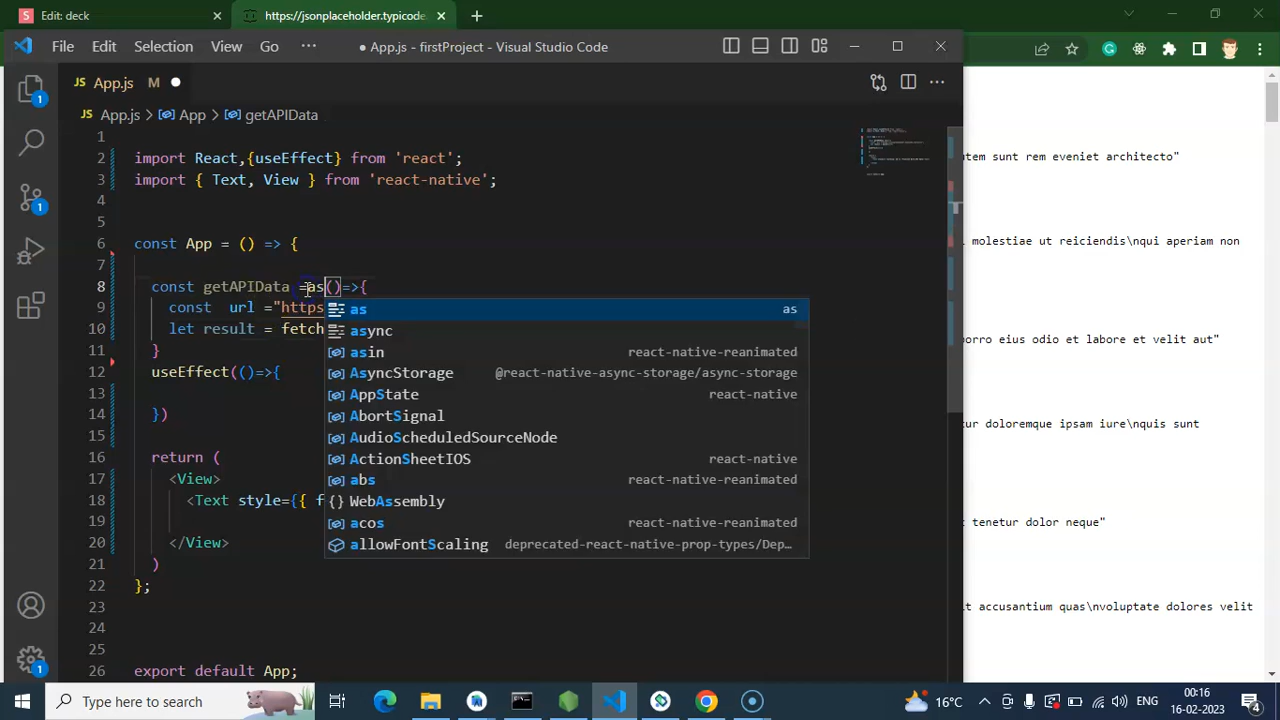 Edit: deck
https://jsonplaceholder.typicode.
File Edit Selection View Go ··· ● App.js - firstProject - Visual Studio Code
JS App.js M ●
JS App.js > App > getAPIData
1
2 import React,{useEffect} from 'react';
3 import { Text, View } from 'react-native';
4
5
6 const App = () => {
7
8 const getAPIData =as()=>{
9 const url ="https
10 let result = fetch
11 }
12 useEffect(()=>{
13
14 })
15
16 return (
17 <View>
18 <Text style={{ f
19
20 </View>
21 )
22 };
23
24
25
26 export default App;
as as
async
asin react-native-reanimated
AsyncStorage @react-native-async-storage/async-storage
AppState react-native
AbortSignal
AudioScheduledSourceNode
ActionSheetIOS react-native
abs react-native-reanimated
WebAssembly
acos react-native-reanimated
allowFontScaling deprecated-react-native-prop-types/Dep…
1
1
1
utem sunt rem eveniet architecto"
molestiae ut reiciendis\nqui aperiam non
orro eius odio et labore et velit aut"
tur doloremque ipsam iure\nquis sunt
t tenetur dolor neque"
it accusantium quas\nvoluptate dolores velit
Type here to search
16°C
ENG
00:16
16-02-2023
4